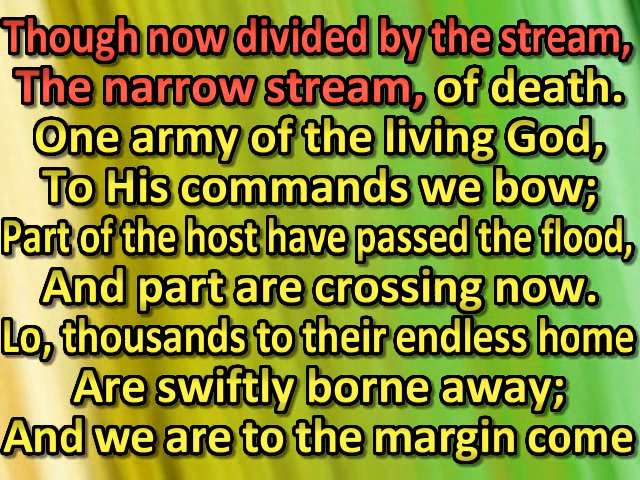 Though now divided by the stream,
The narrow stream, of death.
One army of the living God,
To His commands we bow;
Part of the host have passed the flood,
And part are crossing now.
Lo, thousands to their endless home
Are swiftly borne away;
And we are to the margin come